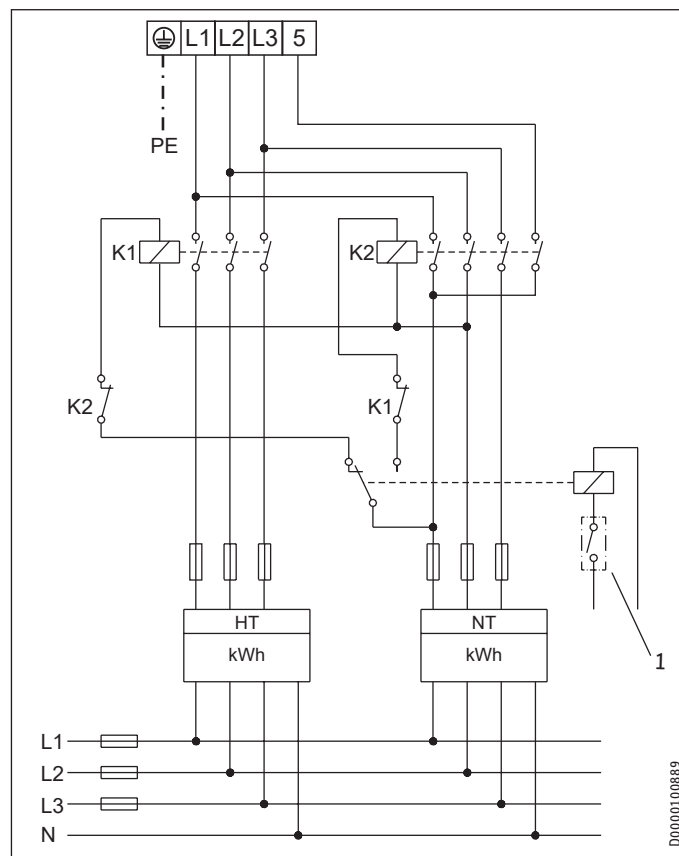 L1 L2 L3 5
PE
K1 K2
K2 K1
HT NT
kWh kWh
1
L1
L2
L3
N
D0000100889